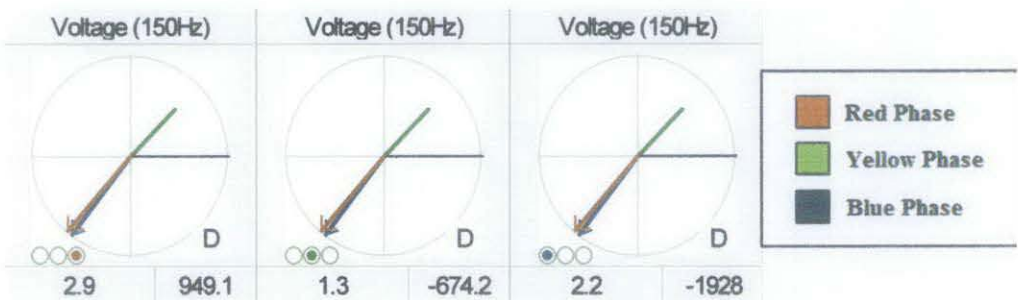 Voltage (150Hz) Voltage (150Hz) Voltage (150Hz)
Red Phase
Yellow Phase
Blue Phase
D D D
2.9 949.1 1.3 -674.2 2.2 -1928